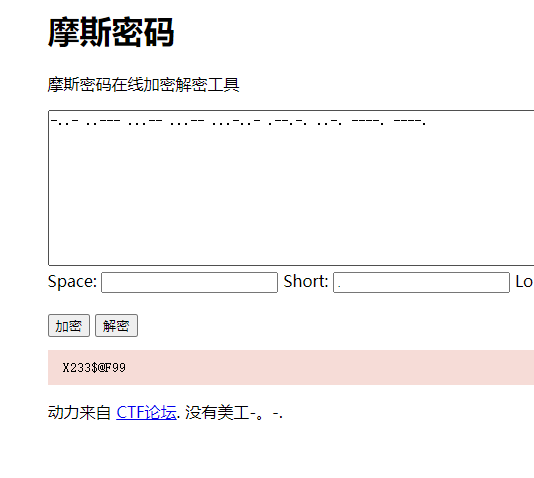 摩斯密码
摩斯密码在线加密解密工具
-..- ..--- ...-- ...-- ...-..- .--.-. ..-. ----. ----.
Space: Short: . Lo
加密 解密
X233$@F99
动力来自 CTF论坛. 没有美工-。-.